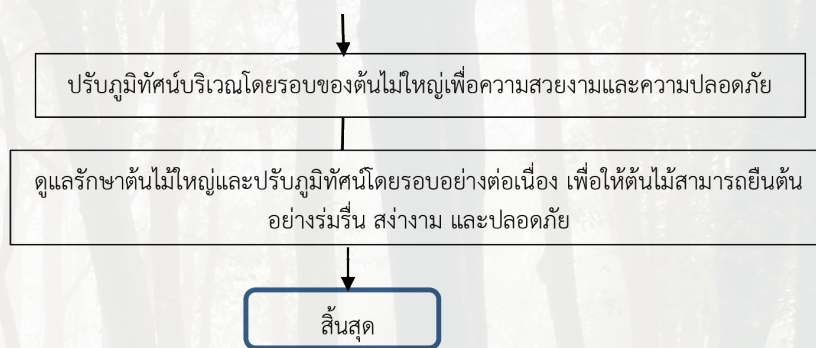 ปรับภูมิทัศน์บริเวณโดยรอบของต้นไม่ใหญ่เพื่อความสวยงามและความปลอดภัย
ดูแลรักษาต้นไม้ใหญ่และปรับภูมิทัศน์โดยรอบอย่างต่อเนื่อง เพื่อให้ต้นไม้สามารถยืนต้น
อย่างร่มรื่น สง่างาม และปลอดภัย
สิ้นสุด